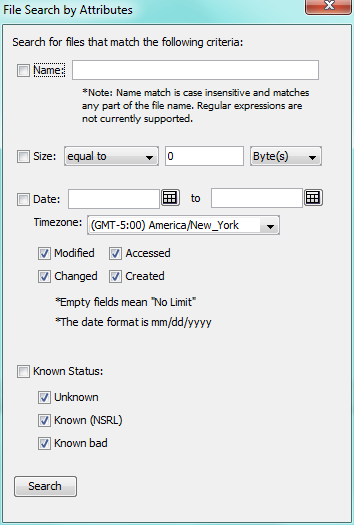 File Search by Attributes
Search for files that match the following criteria:
Name:
*Note: Name match is case insensitive and matches
any part of the file name. Regular expressions are
not currently supported.
Size: equal to 0 Byte(s)
Date: to
Timezone: (GMT-5:00) America/New_York
Modified Accessed
Changed Created
*Empty fields mean "No Limit"
*The date format is mm/dd/yyyy
Known Status:
Unknown
Known (NSRL)
Known bad
Search